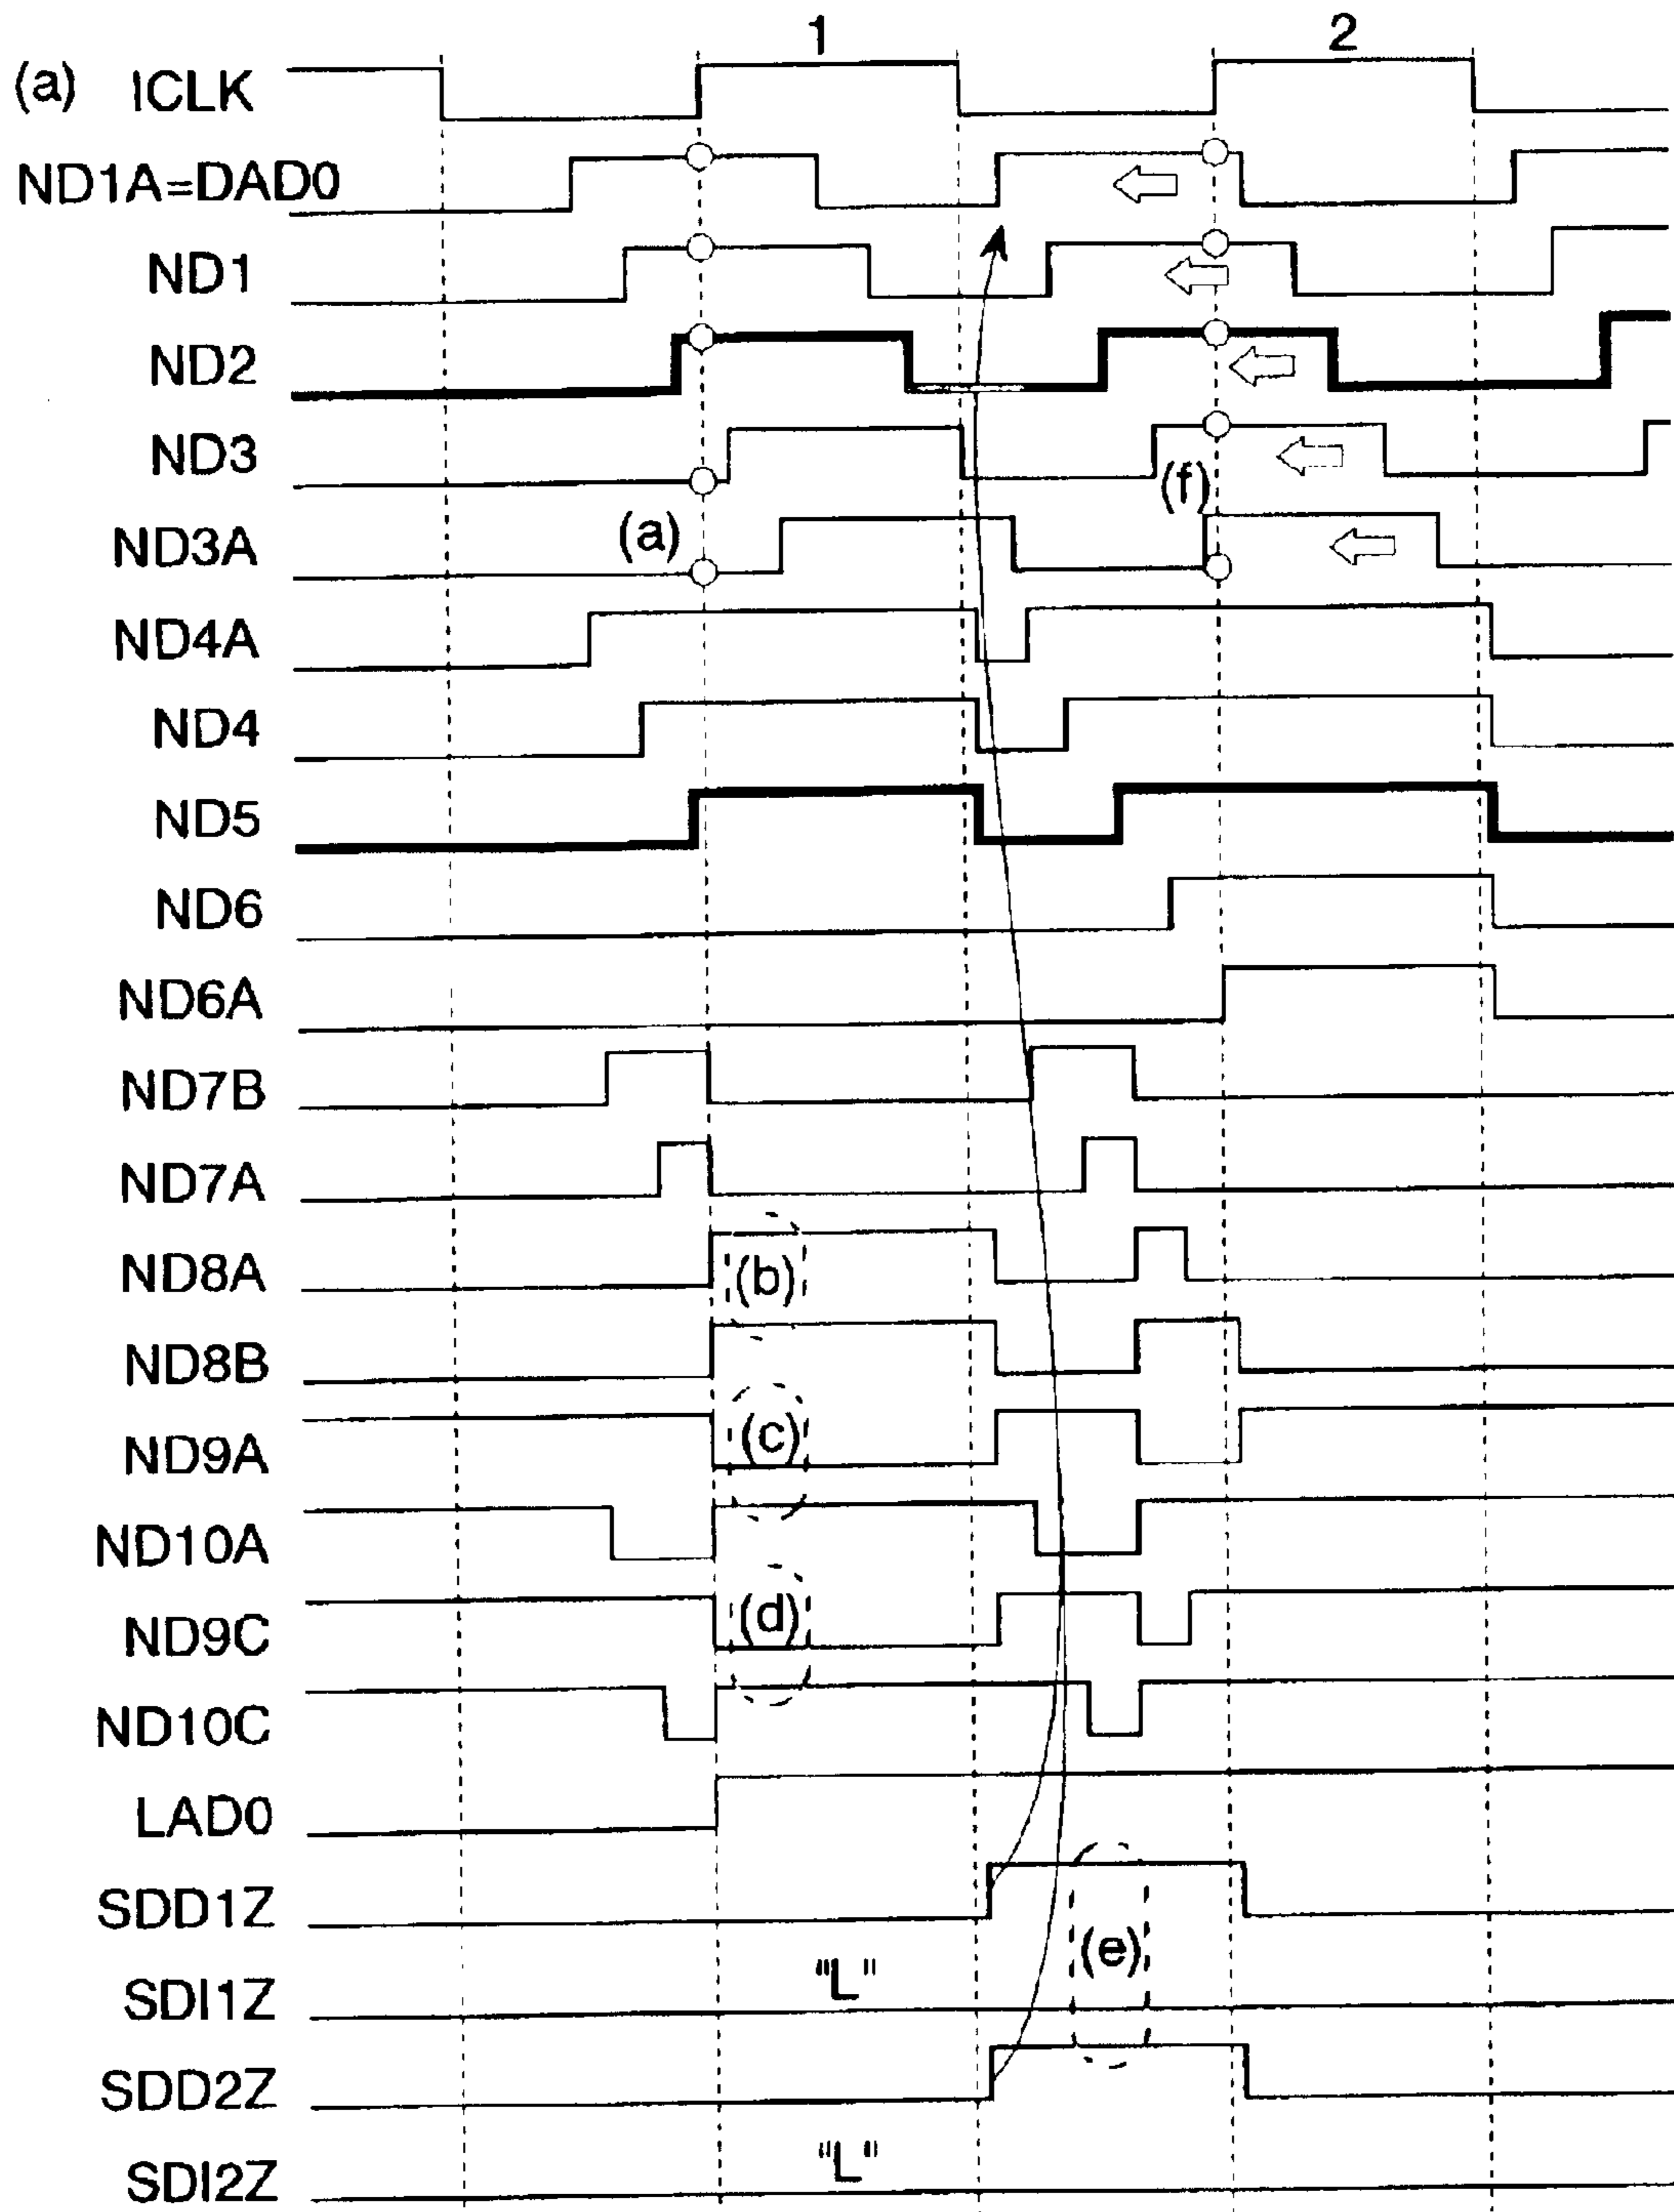 1 2
(a) ICLK
ND1A=DAD0
ND1
ND2
ND3
(f)
(a)
ND3A
ND4A
ND4
ND5
ND6
ND6A
ND7B
ND7A
ND8A (b)
ND8B
ND9A (c)
ND10A
ND9C (d)
ND10C
LAD0
SDD1Z
(e)
SDI1Z "L"
SDD2Z
SDI2Z "L"